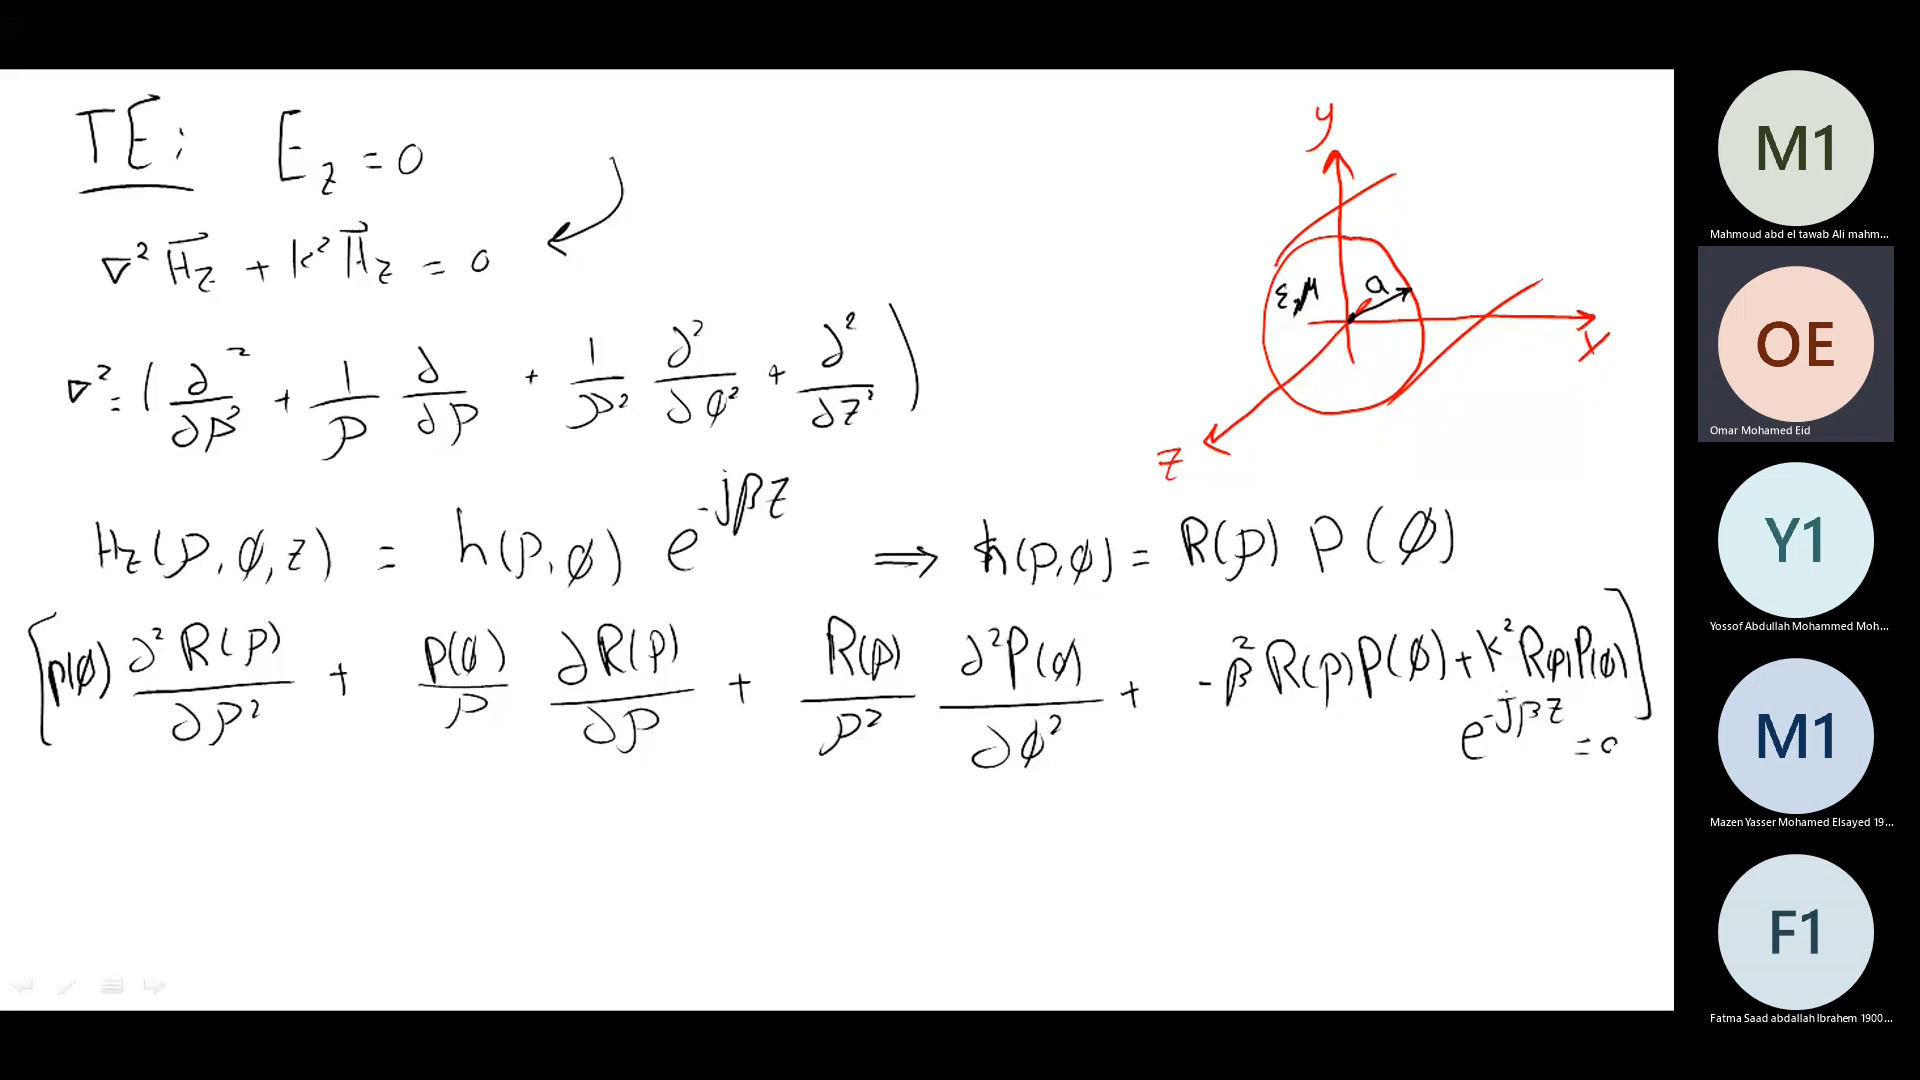 TE: E_z = 0
∇² H⃗_z + k² H⃗_z = 0
∇² = ( ∂²/∂ρ² + 1/ρ ∂/∂ρ + 1/ρ² ∂²/∂φ² + ∂²/∂z² )
H_z(ρ,φ,z) = h(ρ,φ) e^{-jβz} ⇒ h(ρ,φ) = R(ρ) P(φ)
[ P(φ) ∂²R(ρ)/∂ρ² + P(φ)/ρ ∂R(ρ)/∂ρ + R(ρ)/ρ² ∂²P(φ)/∂φ² + -β² R(ρ)P(φ) + k² R(ρ)P(φ) ]
e^{-jβz} = 0
y
ε,μ a
x
z
M1
Mahmoud abd el tawab Ali mahm...
OE
Omar Mohamed Eid
Y1
Yossof Abdullah Mohammed Moh...
M1
Mazen Yasser Mohamed Elsayed 19...
F1
Fatma Saad abdallah Ibrahem 1900...